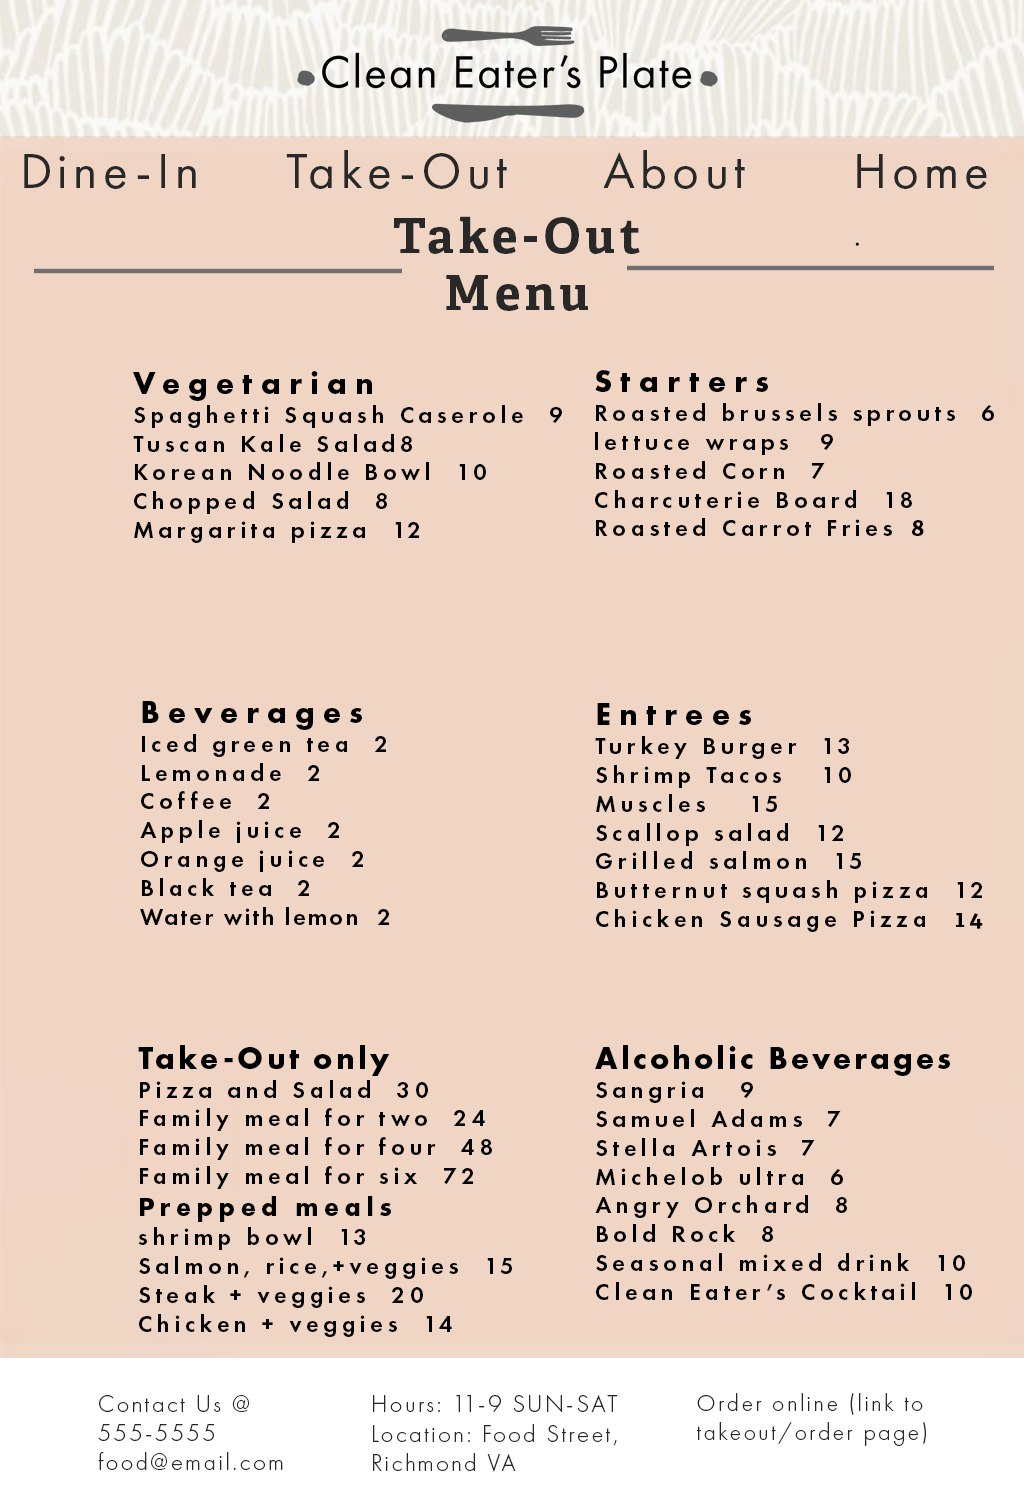 Clean Eater's Plate
Dine-In Take-Out About Home
Take-Out
Menu
Vegetarian
Spaghetti Squash Caserole 9
Tuscan Kale Salad8
Korean Noodle Bowl 10
Chopped Salad 8
Margarita pizza 12
Starters
Roasted brussels sprouts 6
lettuce wraps 9
Roasted Corn 7
Charcuterie Board 18
Roasted Carrot Fries 8
Beverages
Iced green tea 2
Lemonade 2
Coffee 2
Apple juice 2
Orange juice 2
Black tea 2
Water with lemon 2
Entrees
Turkey Burger 13
Shrimp Tacos 10
Muscles 15
Scallop salad 12
Grilled salmon 15
Butternut squash pizza 12
Chicken Sausage Pizza 14
Take-Out only
Pizza and Salad 30
Family meal for two 24
Family meal for four 48
Family meal for six 72
Prepped meals
shrimp bowl 13
Salmon, rice,+veggies 15
Steak + veggies 20
Chicken + veggies 14
Alcoholic Beverages
Sangria 9
Samuel Adams 7
Stella Artois 7
Michelob ultra 6
Angry Orchard 8
Bold Rock 8
Seasonal mixed drink 10
Clean Eater's Cocktail 10
Contact Us @
555-5555
food@email.com
Hours: 11-9 SUN-SAT
Location: Food Street,
Richmond VA
Order online (link to
takeout/order page)